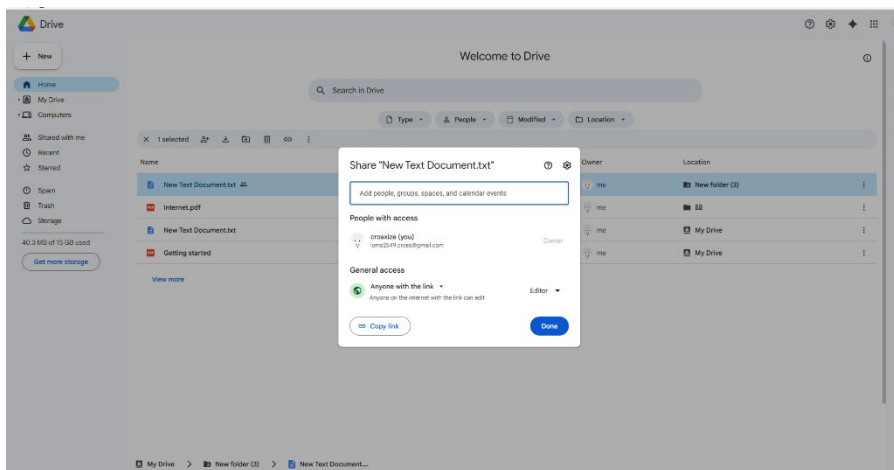 Drive
New
Welcome to Drive
Home
My Drive
Computers
Shared with me
Recent
Starred
Spam
Trash
Storage
40.3 MB of 15 GB used
Get more storage
Search in Drive
Type People Modified Location
1 selected
Name Owner Location
New Text Document.txt me New folder (3)
Internet.pdf me
New Text Document.txt me My Drive
Getting started me My Drive
View more
Share "New Text Document.txt"
Add people, groups, spaces, and calendar events
People with access
crosxize (you)
Owner
General access
Anyone with the link
Editor
Anyone on the internet with the link can edit
Copy link Done
My Drive New folder (3) New Text Document...